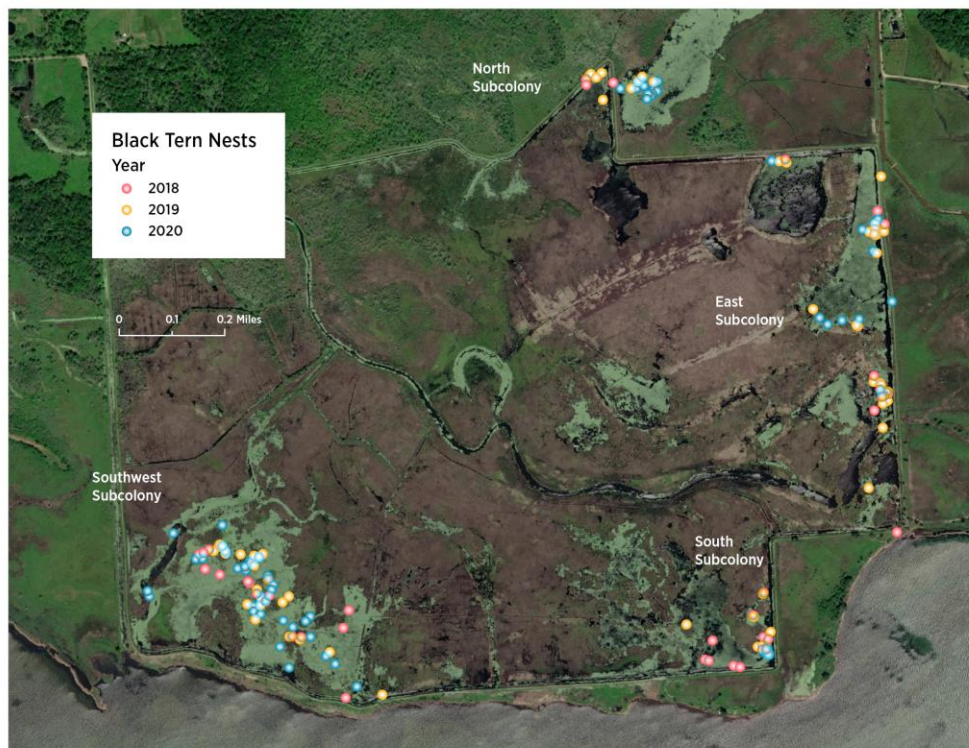 North
Subcolony
Black Tern Nests
Year
2018
2019
2020
0 0.1 0.2 Miles
East
Subcolony
Southwest
Subcolony
South
Subcolony